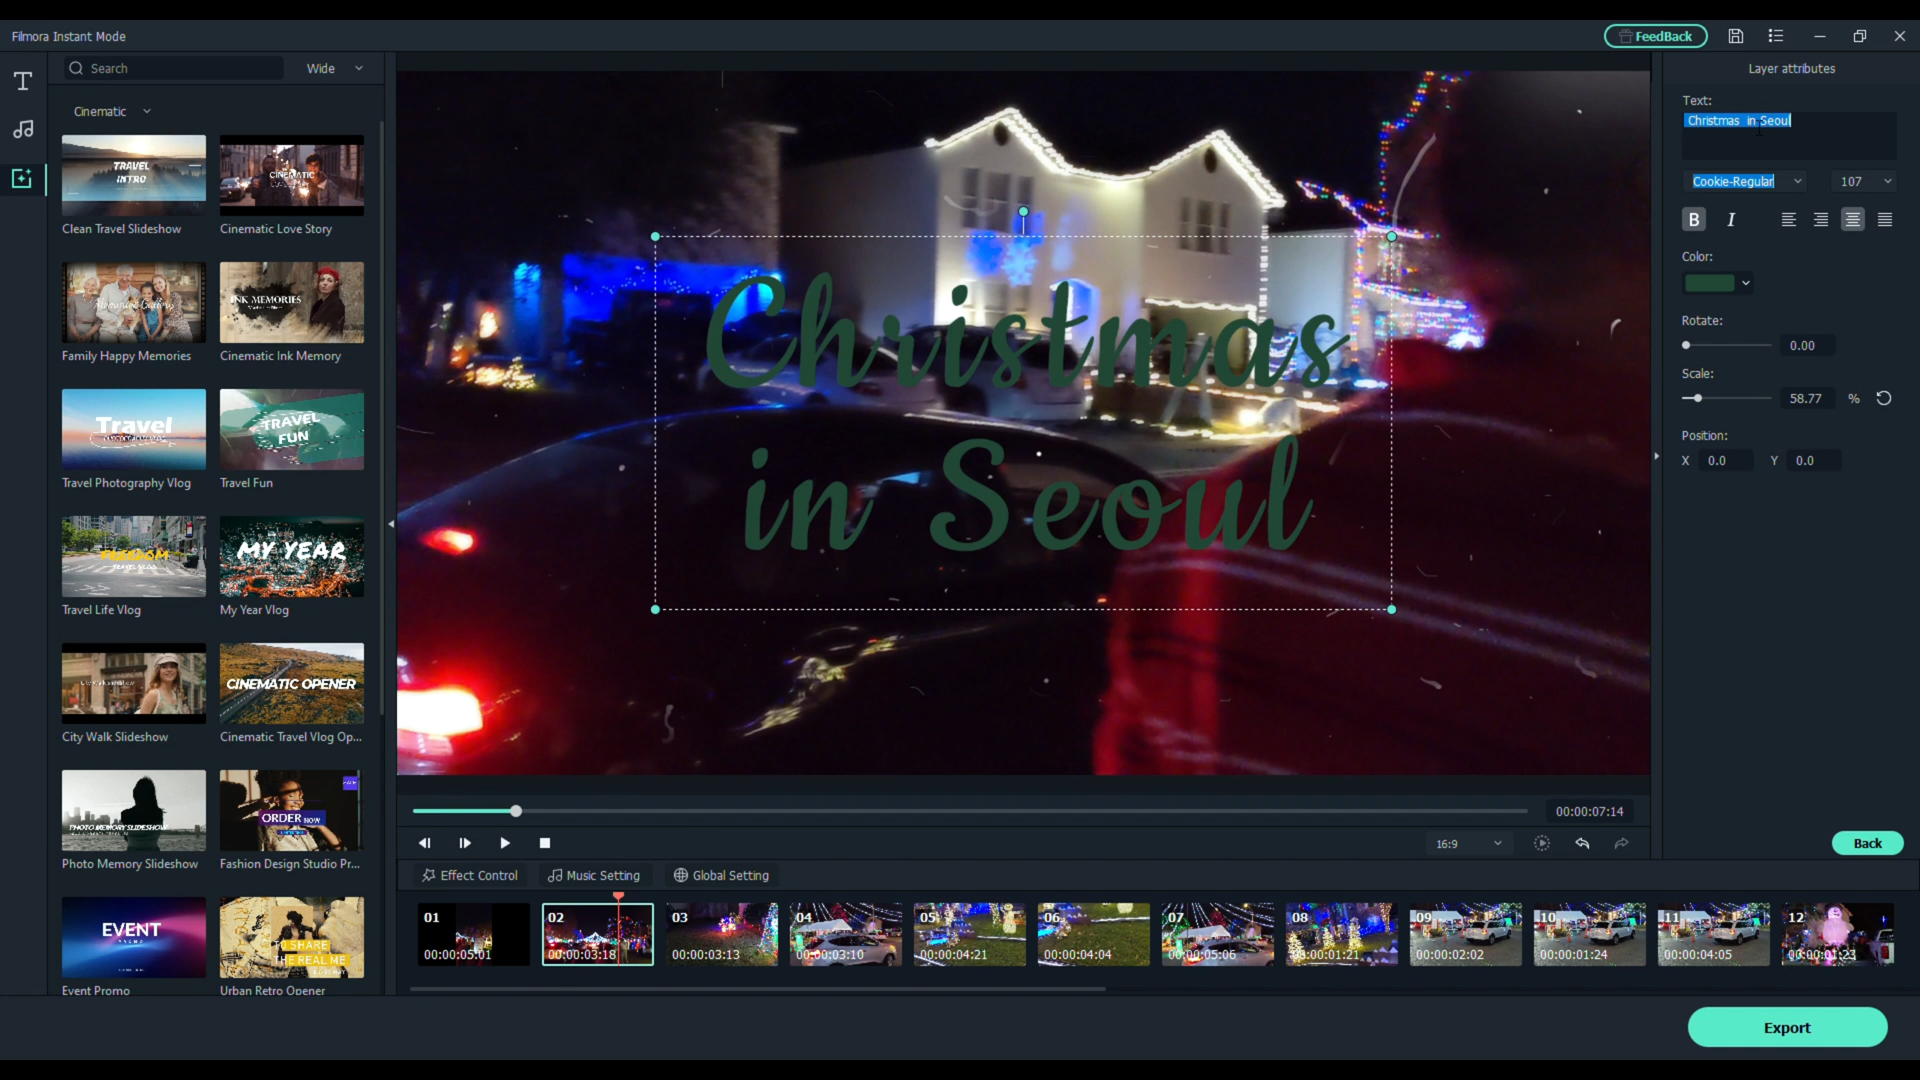 Filmora Instant Mode
FeedBack
Search
Wide
Cinematic
TRAVEL
INTRO
Clean Travel Slideshow
CINEMATIC
Cinematic Love Story
Family Happy Memories
INK MEMORIES
Cinematic Ink Memory
Travel
Travel Photography Vlog
TRAVEL
FUN
Travel Fun
FREEDOM
TRAVEL VLOG
Travel Life Vlog
MY YEAR
My Year Vlog
City Walk Slideshow
CINEMATIC OPENER
Cinematic Travel Vlog Op...
PHOTO MEMORY SLIDESHOW
Photo Memory Slideshow
ORDER NOW
Fashion Design Studio Pr...
EVENT
PROMO
Event Promo
TO SHARE
THE REAL ME
Urban Retro Opener
Christmas
in Seoul
00:00:07:14
16:9
Effect Control
Music Setting
Global Setting
01
00:00:05:01
02
00:00:03:18
03
00:00:03:13
04
00:00:03:10
05
00:00:04:21
06
00:00:04:04
07
00:00:05:06
08
00:00:01:21
09
00:00:02:02
10
00:00:01:24
11
00:00:04:05
12
00:00:01:23
Layer attributes
Text:
Christmas in Seoul
Cookie-Regular
107
B I
Color:
Rotate:
0.00
Scale:
58.77 %
Position:
X 0.0 Y 0.0
Back
Export